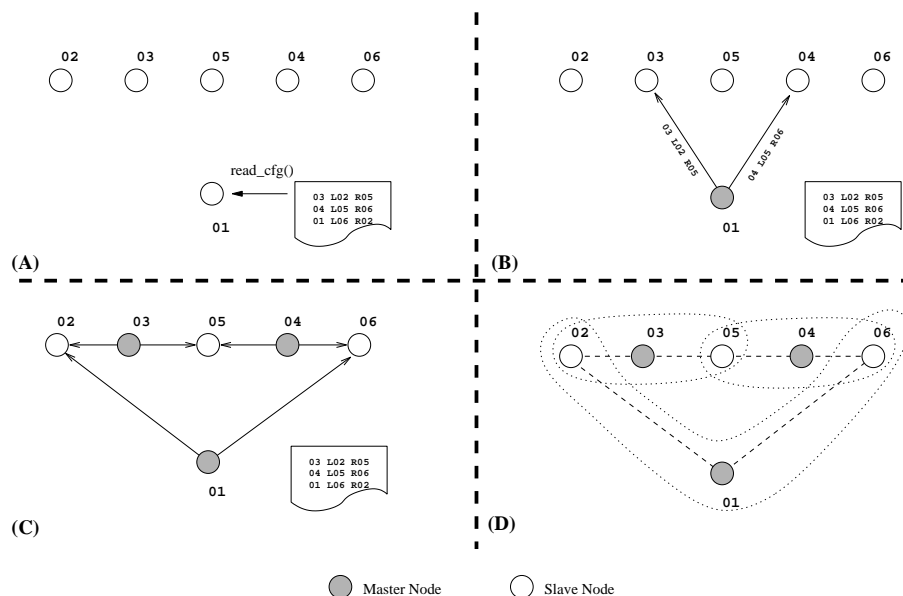 02 03 05 04 06
read_cfg()
03 L02 R05
04 L05 R06
01 L06 R02
01
(A)
02 03 05 04 06
03 L02 R05
04 L05 R06
03 L02 R05
04 L05 R06
01 L06 R02
01
(B)
02 03 05 04 06
03 L02 R05
04 L05 R06
01 L06 R02
01
(C)
02 03 05 04 06
01
(D)
Master Node
Slave Node